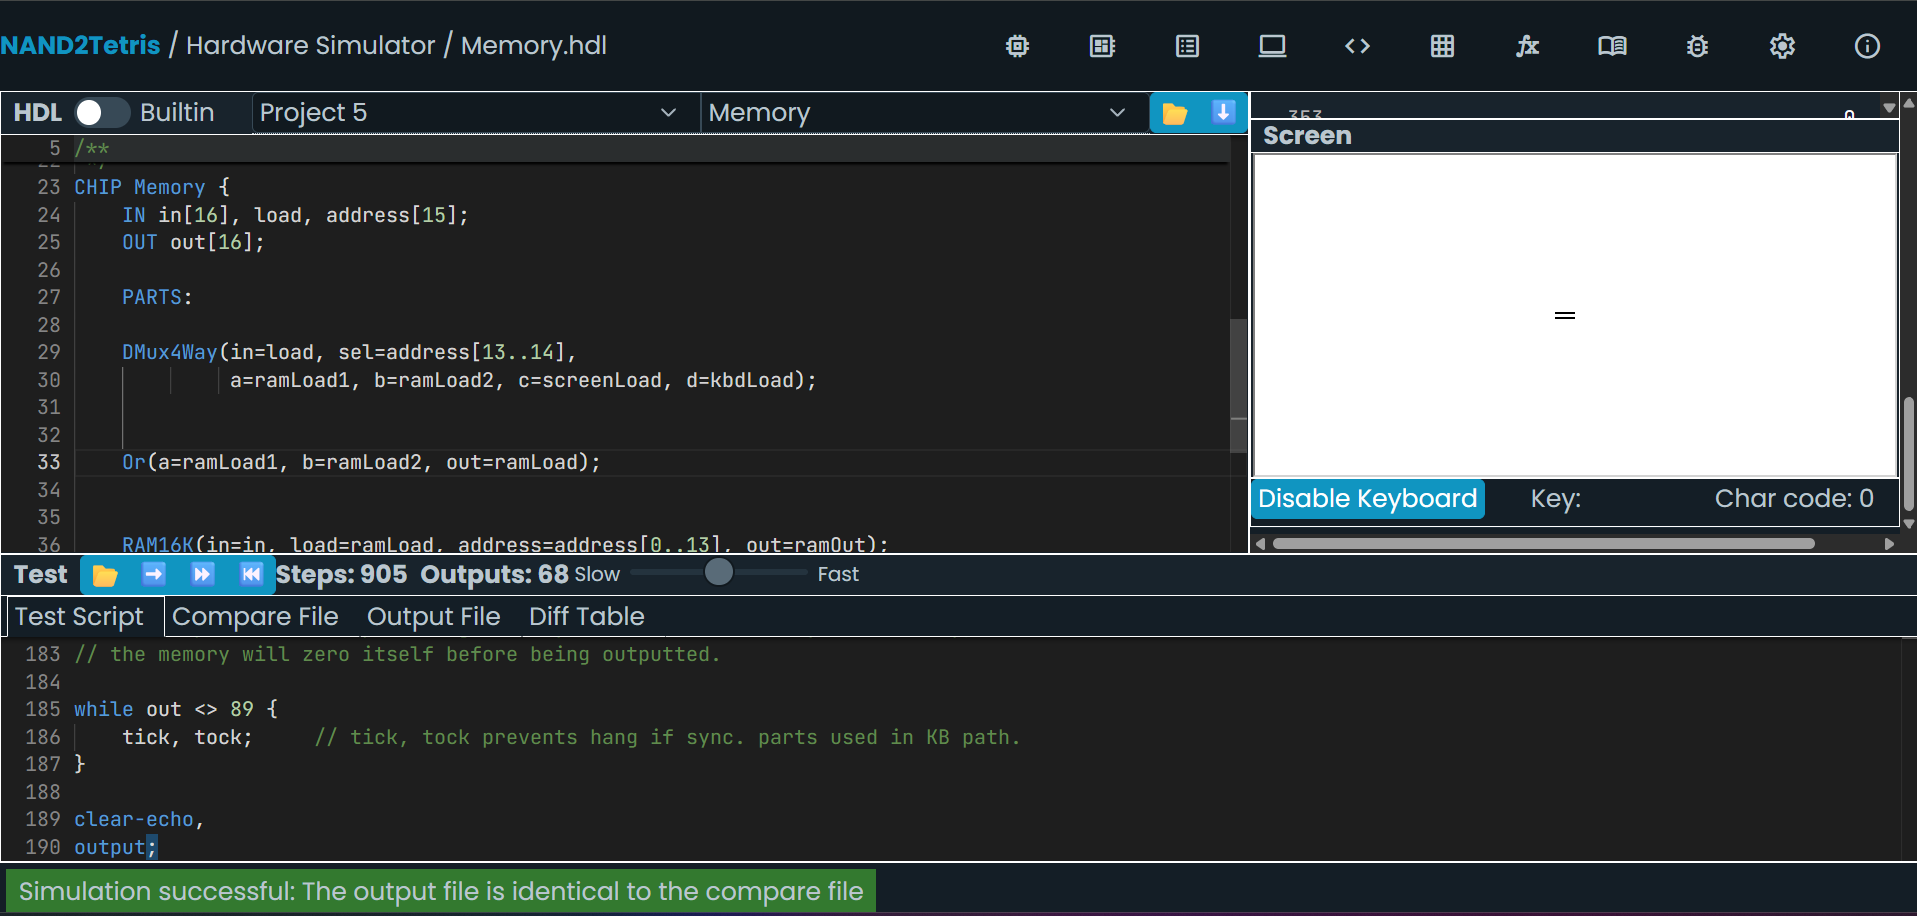 NAND2Tetris / Hardware Simulator / Memory.hdl
HDL Builtin Project 5 Memory
5 /**
23 CHIP Memory {
24 IN in[16], load, address[15];
25 OUT out[16];
26
27 PARTS:
28
29 DMux4Way(in=load, sel=address[13..14],
30 a=ramLoad1, b=ramLoad2, c=screenLoad, d=kbdLoad);
31
32
33 Or(a=ramLoad1, b=ramLoad2, out=ramLoad);
34
35
36 RAM16K(in=in, load=ramLoad, address=address[0..13], out=ramOut);
Screen
Disable Keyboard Key: Char code: 0
Test Steps: 905 Outputs: 68 Slow Fast
Test Script Compare File Output File Diff Table
183 // the memory will zero itself before being outputted.
184
185 while out <> 89 {
186 tick, tock; // tick, tock prevents hang if sync. parts used in KB path.
187 }
188
189 clear-echo,
190 output;
Simulation successful: The output file is identical to the compare file